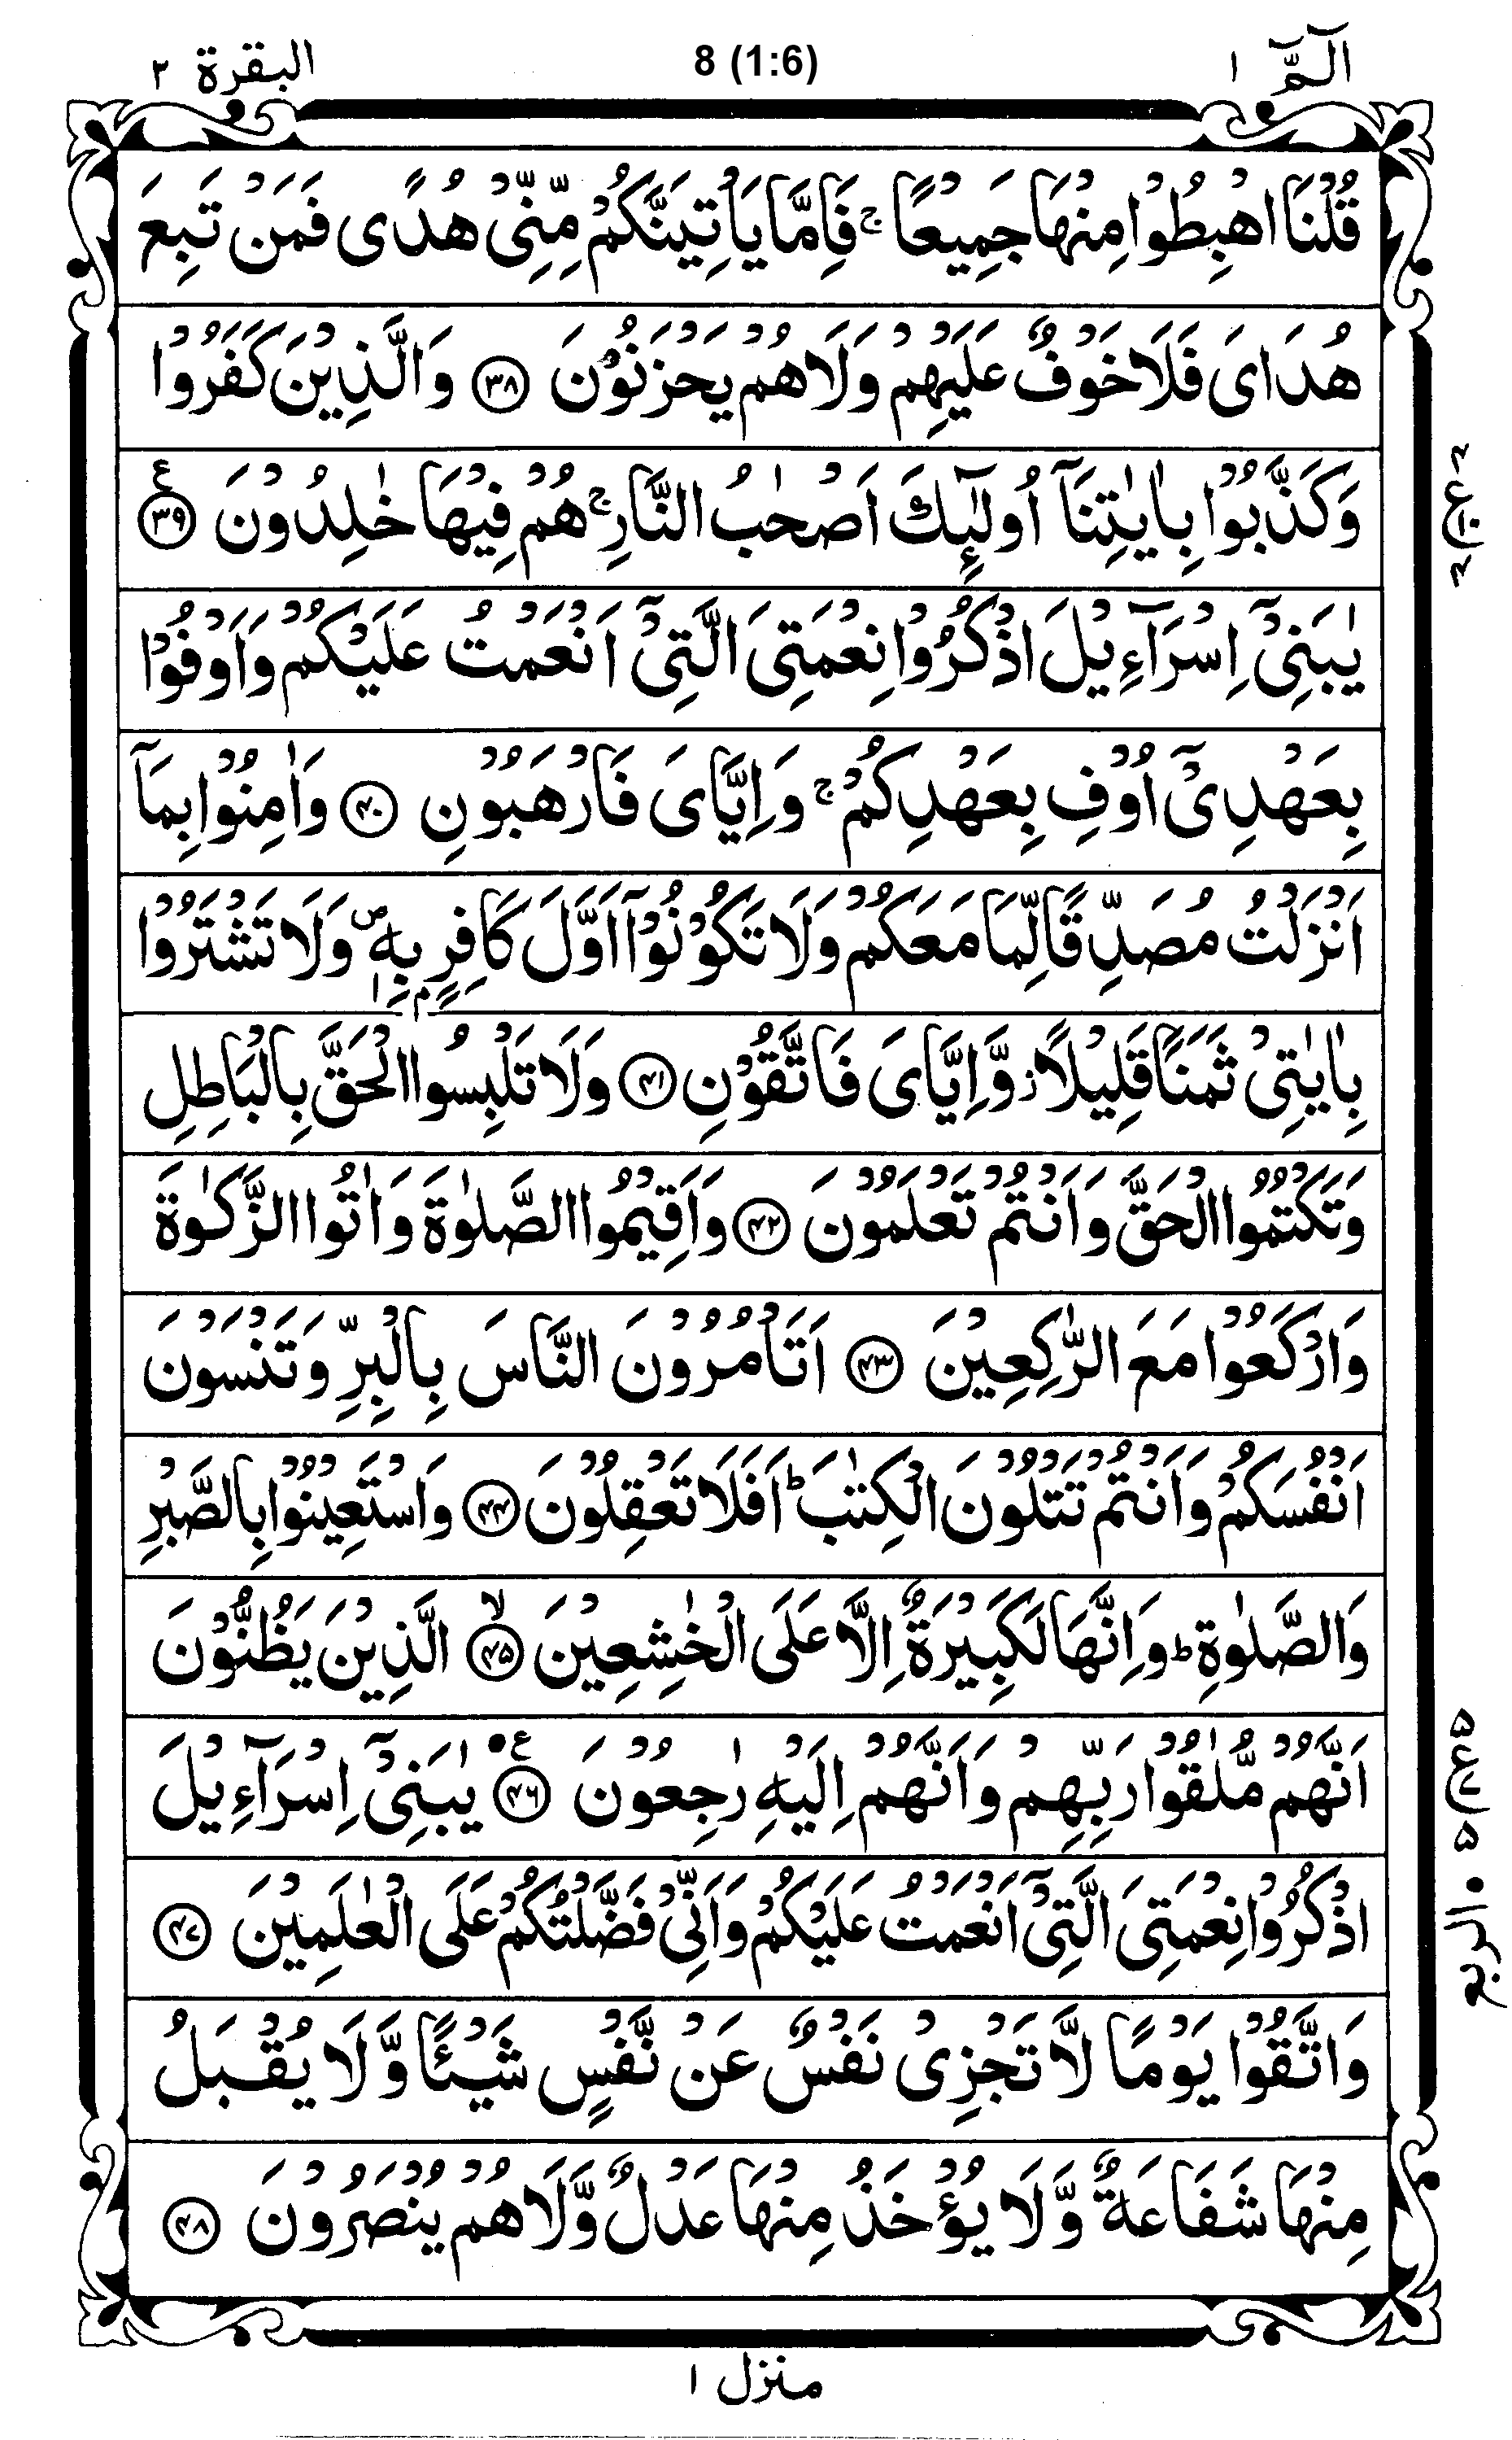 الٓمّٓ ١ 8 (1:6) البقرة ٢
قُلْنَا اهْبِطُوْا مِنْهَا جَمِيْعًا ۚ فَاِمَّا يَاْتِيَنَّكُمْ مِّنِّىْ هُدًى فَمَنْ تَبِعَ
هُدَاىَ فَلَا خَوْفٌ عَلَيْهِمْ وَلَا هُمْ يَحْزَنُوْنَ ﴿٣٨﴾ وَالَّذِيْنَ كَفَرُوْا
وَكَذَّبُوْا بِاٰيٰتِنَآ اُولٰٓئِكَ اَصْحٰبُ النَّارِ ۚ هُمْ فِيْهَا خٰلِدُوْنَ ﴿٣٩﴾ ع
يٰبَنِىْٓ اِسْرَآءِيْلَ اذْكُرُوْا نِعْمَتِىَ الَّتِىْٓ اَنْعَمْتُ عَلَيْكُمْ وَاَوْفُوْا
بِعَهْدِىْٓ اُوْفِ بِعَهْدِكُمْ ۚ وَاِيَّاىَ فَارْهَبُوْنِ ﴿٤٠﴾ وَاٰمِنُوْا بِمَآ
اَنْزَلْتُ مُصَدِّقًا لِّمَا مَعَكُمْ وَلَا تَكُوْنُوْٓا اَوَّلَ كَافِرٍۢ بِهٖ ۪ وَلَا تَشْتَرُوْا
بِاٰيٰتِىْ ثَمَنًا قَلِيْلًا ز وَّاِيَّاىَ فَاتَّقُوْنِ ﴿٤١﴾ وَلَا تَلْبِسُوا الْحَقَّ بِالْبَاطِلِ
وَتَكْتُمُوا الْحَقَّ وَاَنْتُمْ تَعْلَمُوْنَ ﴿٤٢﴾ وَاَقِيْمُوا الصَّلٰوةَ وَاٰتُوا الزَّكٰوةَ
وَارْكَعُوْا مَعَ الرّٰكِعِيْنَ ﴿٤٣﴾ اَتَاْمُرُوْنَ النَّاسَ بِالْبِرِّ وَتَنْسَوْنَ
اَنْفُسَكُمْ وَاَنْتُمْ تَتْلُوْنَ الْكِتٰبَ ؕ اَفَلَا تَعْقِلُوْنَ ﴿٤٤﴾ وَاسْتَعِيْنُوْا بِالصَّبْرِ
وَالصَّلٰوةِ ؕ وَاِنَّهَا لَكَبِيْرَةٌ اِلَّا عَلَى الْخٰشِعِيْنَ ﴿٤٥﴾ ۙ الَّذِيْنَ يَظُنُّوْنَ
اَنَّهُمْ مُّلٰقُوْا رَبِّهِمْ وَاَنَّهُمْ اِلَيْهِ رٰجِعُوْنَ ﴿٤٦﴾ ع يٰبَنِىْٓ اِسْرَآءِيْلَ
اذْكُرُوْا نِعْمَتِىَ الَّتِىْٓ اَنْعَمْتُ عَلَيْكُمْ وَاَنِّىْ فَضَّلْتُكُمْ عَلَى الْعٰلَمِيْنَ ﴿٤٧﴾
وَاتَّقُوْا يَوْمًا لَّا تَجْزِىْ نَفْسٌ عَنْ نَّفْسٍ شَيْـًٔا وَّلَا يُقْبَلُ
مِنْهَا شَفَاعَةٌ وَّلَا يُؤْخَذُ مِنْهَا عَدْلٌ وَّلَا هُمْ يُنْصَرُوْنَ ﴿٤٨﴾
الربع
منزل ١